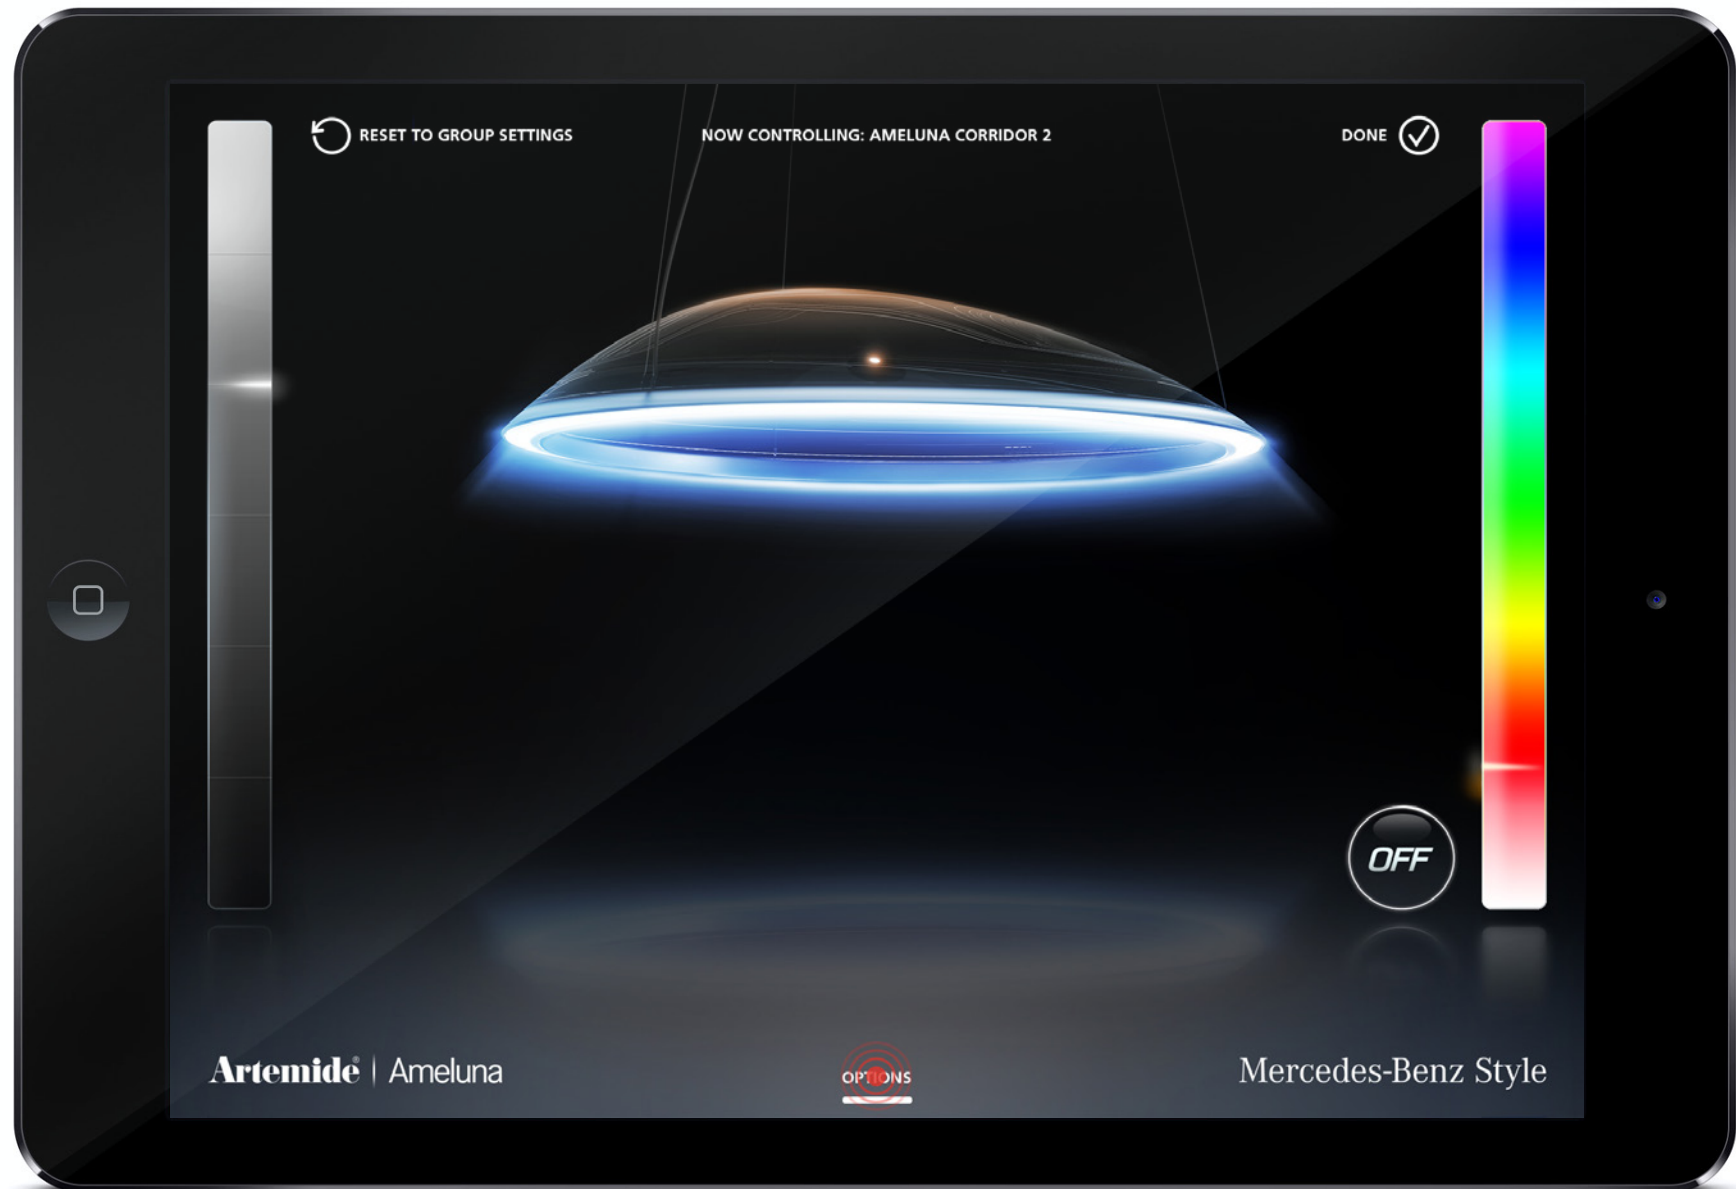 RESET TO GROUP SETTINGS
NOW CONTROLLING: AMELUNA CORRIDOR 2
DONE
OFF
Artemide® | Ameluna
OPTIONS
Mercedes-Benz Style